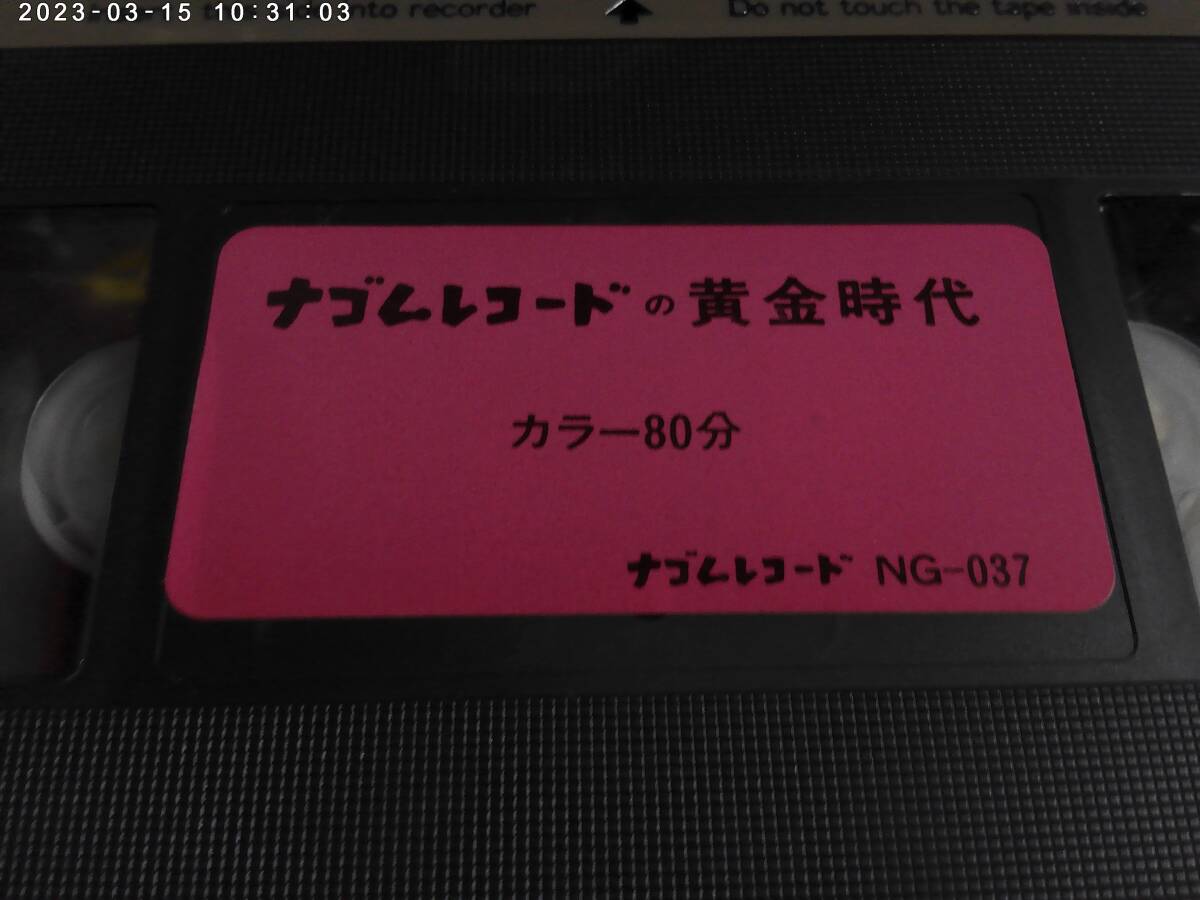 2023-03-15 10:31:03
into recorder
Do not touch the tape inside
ナゴムレコードの黄金時代
カラー80分
ナゴムレコード NG-037